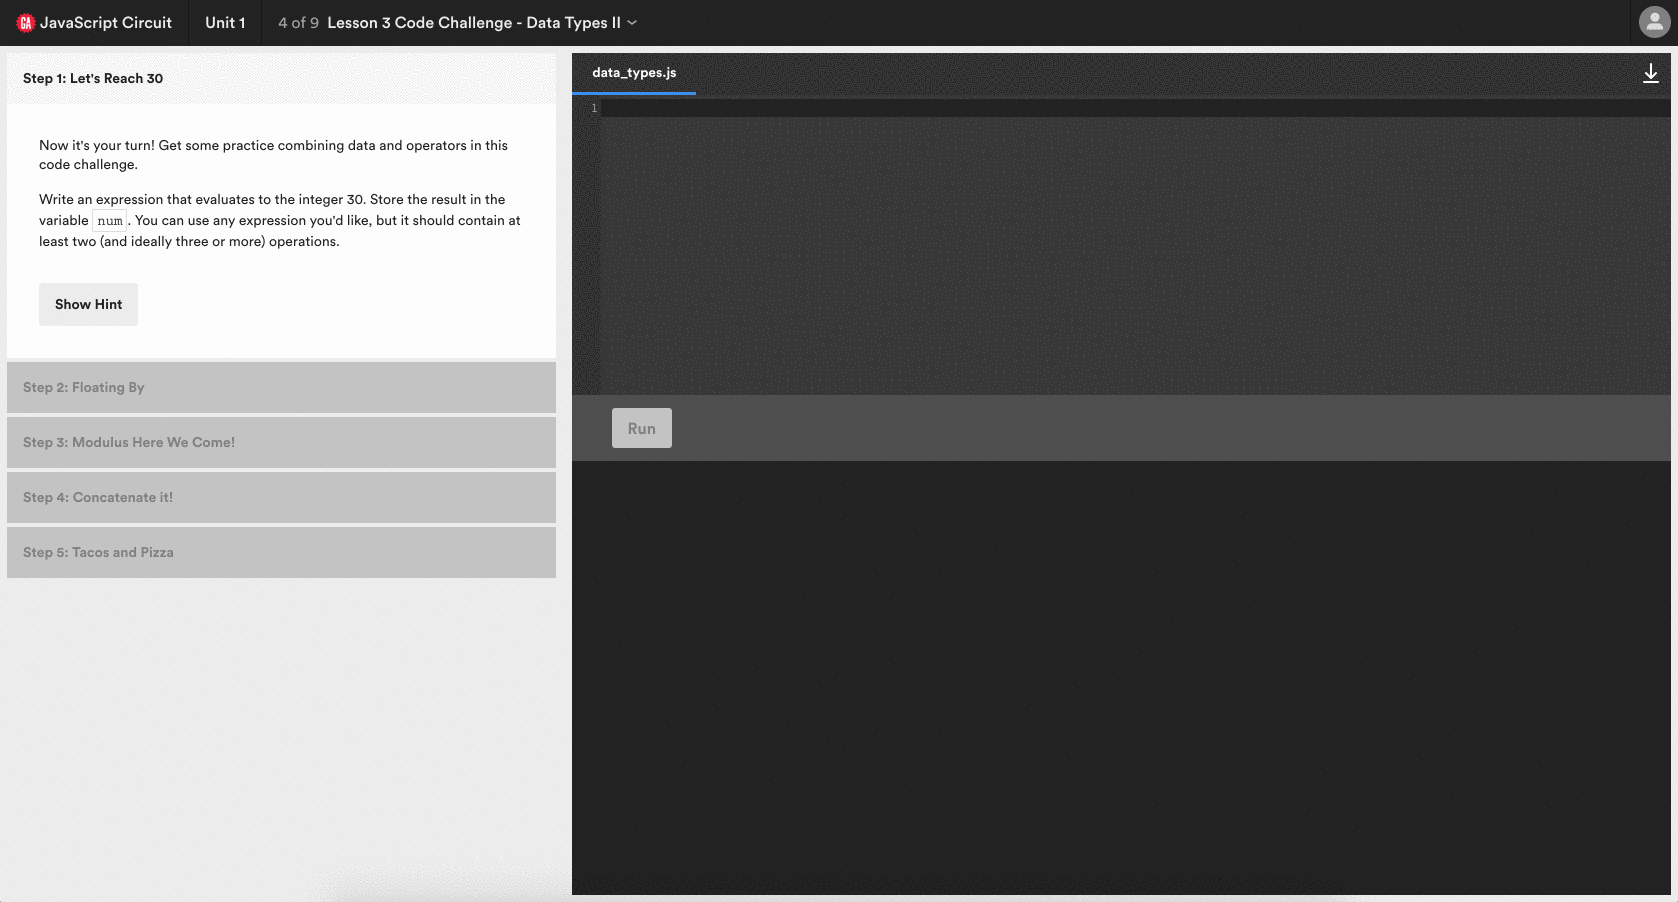 GA JavaScript Circuit Unit 1 4 of 9 Lesson 3 Code Challenge - Data Types II
Step 1: Let's Reach 30
Now it's your turn! Get some practice combining data and operators in this
code challenge.
Write an expression that evaluates to the integer 30. Store the result in the
variable num. You can use any expression you'd like, but it should contain at
least two (and ideally three or more) operations.
Show Hint
Step 2: Floating By
Step 3: Modulus Here We Come!
Step 4: Concatenate it!
Step 5: Tacos and Pizza
data_types.js
1
Run